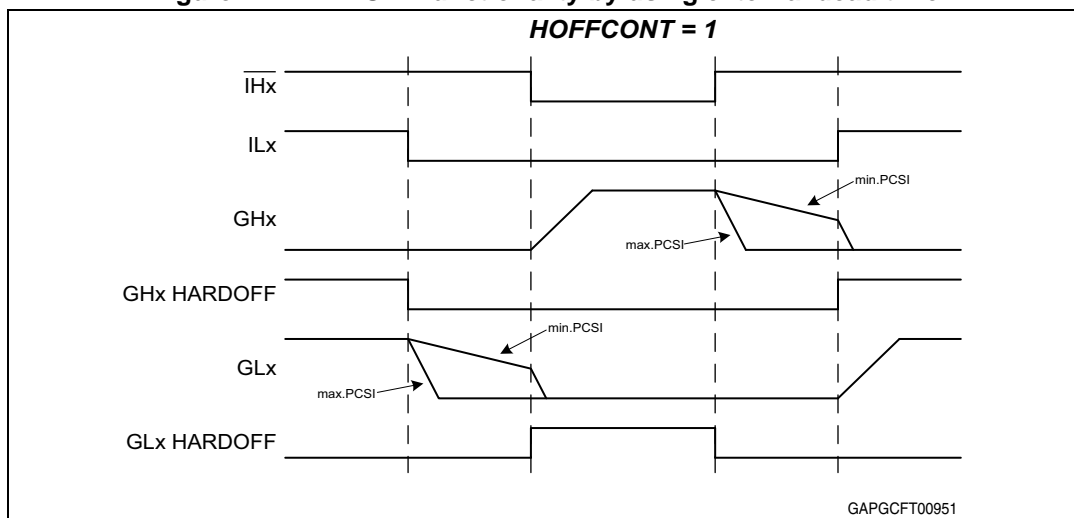 HOFFCONT = 1
IHx
ILx
min.PCSI
GHx
max.PCSI
GHx HARDOFF
min.PCSI
GLx
max.PCSI
GLx HARDOFF
GAPGCFT00951